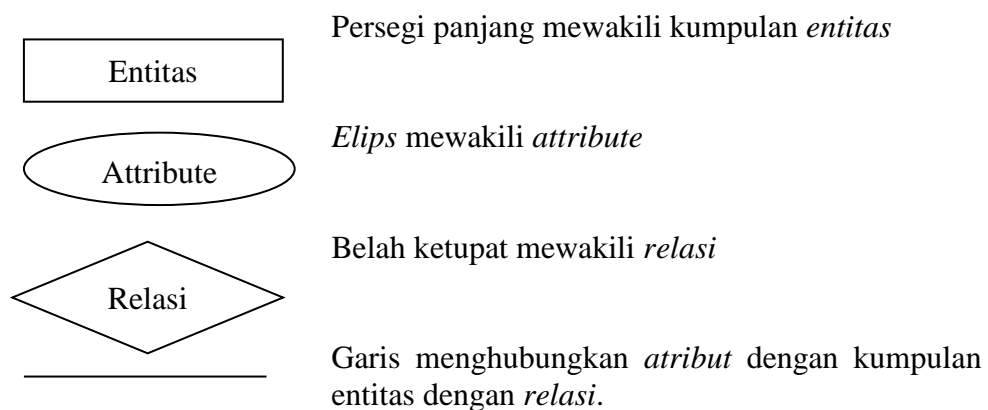 Persegi panjang mewakili kumpulan entitas
Entitas
Elips mewakili attribute
Attribute
Belah ketupat mewakili relasi
Relasi
Garis menghubungkan atribut dengan kumpulan
entitas dengan relasi.